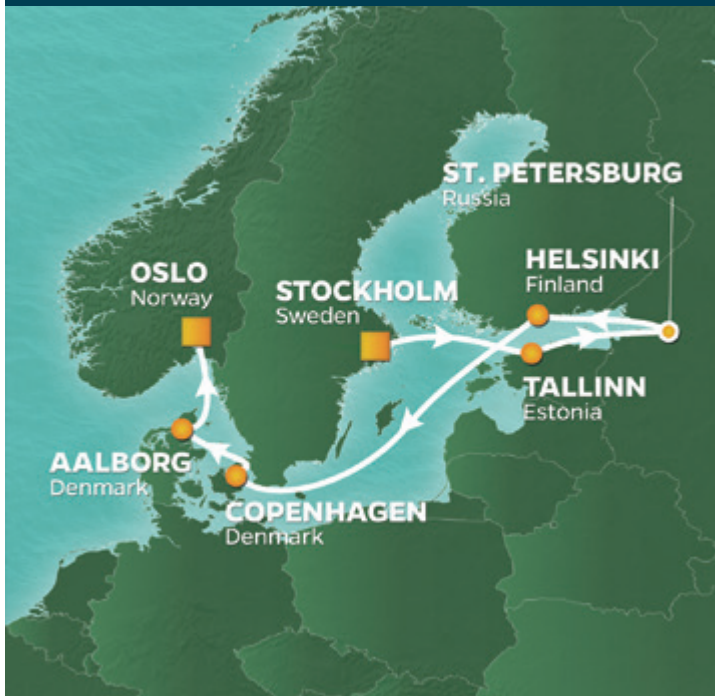 ST. PETERSBURG
Russia
HELSINKI
Finland
OSLO
Norway
STOCKHOLM
Sweden
TALLINN
Estonia
AALBORG
Denmark
COPENHAGEN
Denmark